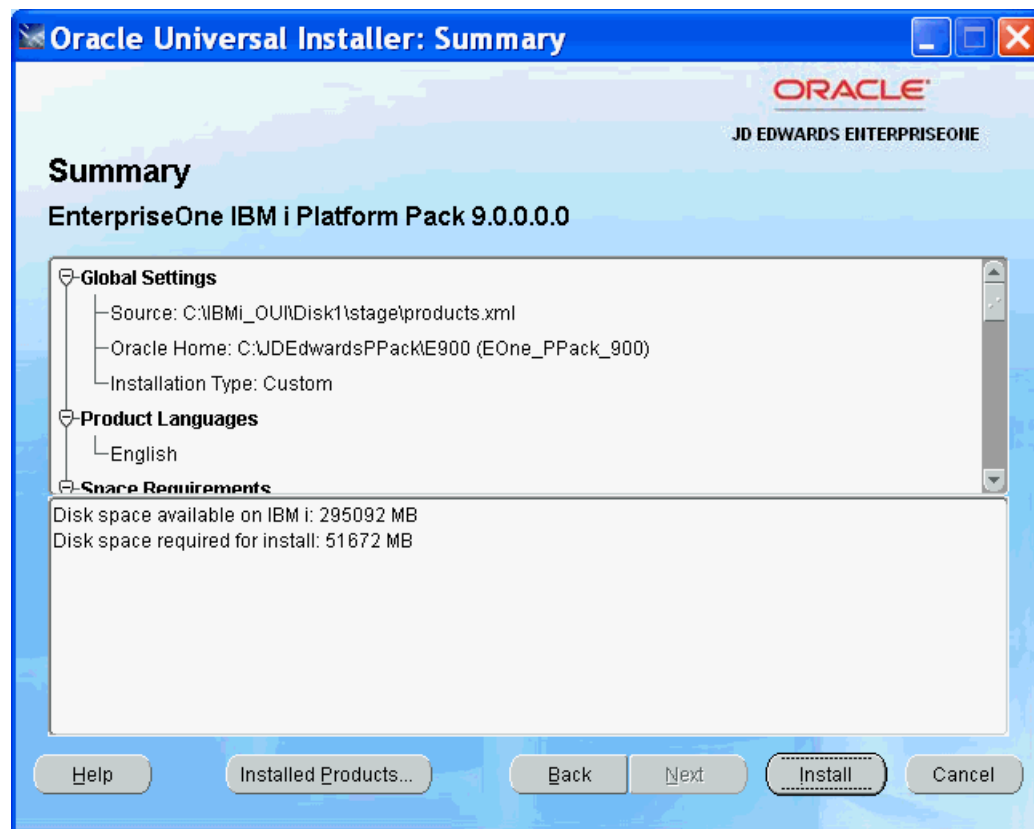 Oracle Universal Installer: Summary
ORACLE®
JD EDWARDS ENTERPRISEONE
Summary
EnterpriseOne IBM i Platform Pack 9.0.0.0.0
Global Settings
Source: C:\IBMi_OUI\Disk1\stage\products.xml
Oracle Home: C:\JDEdwardsPPack\E900 (EOne_PPack_900)
Installation Type: Custom
Product Languages
English
Space Requirements
Disk space available on IBM i: 295092 MB
Disk space required for install: 51672 MB
Help
Installed Products...
Back
Next
Install
Cancel